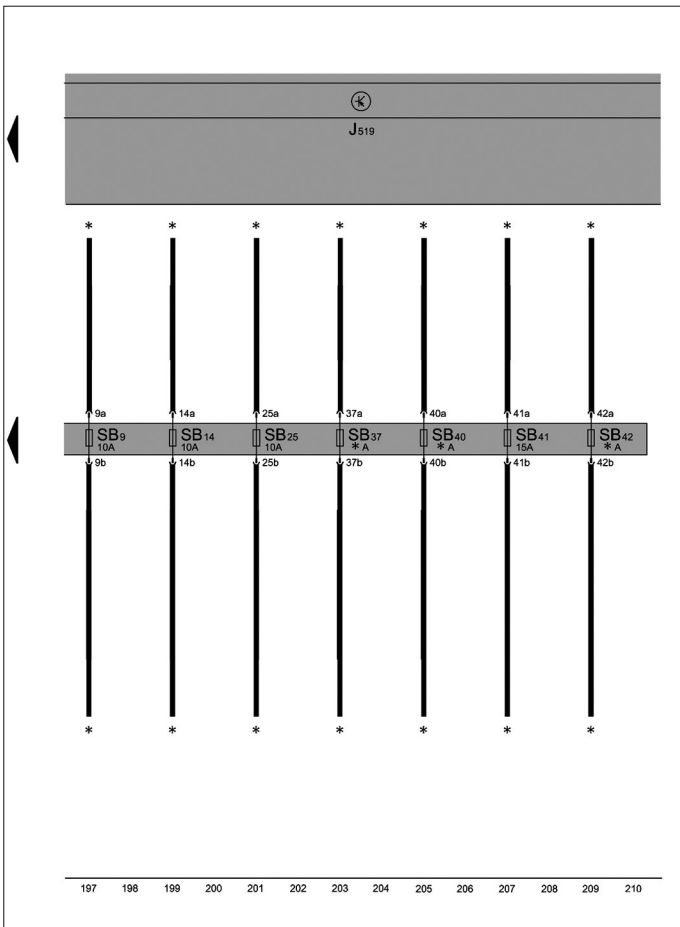 J519
* * * * * * *
9a 14a 25a 37a 40a 41a 42a
SB9 SB14 SB25 SB37 SB40 SB41 SB42
10A 10A 10A * A * A 15A * A
9b 14b 25b 37b 40b 41b 42b
* * * * * * *
197 198 199 200 201 202 203 204 205 206 207 208 209 210